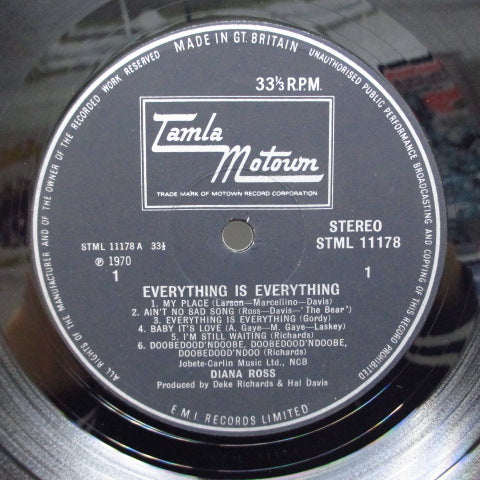 MADE IN GT. BRITAIN
UNAUTHORISED PUBLIC PERFORMANCE BROADCASTING AND COPYING OF THIS RECORD PROHIBITED
ALL RIGHTS OF THE MANUFACTURER AND OF THE OWNER OF THE RECORDED WORK RESERVED
33⅓ R.P.M.
Tamla
Motown
TRADE MARK OF MOTOWN RECORD CORPORATION
STEREO
STML 11178 A 33⅓
STML 11178
℗ 1970
1
1
EVERYTHING IS EVERYTHING
1. MY PLACE (Larson—Marcellino—Davis)
2. AIN'T NO SAD SONG (Ross—Davis—'The Bear')
3. EVERYTHING IS EVERYTHING (Gordy)
4. BABY IT'S LOVE (A. Gaye—M. Gaye—Laskey)
5. I'M STILL WAITING (Richards)
6. DOOBEDOOD'NDOOBE, DOOBEDOOD'NDOOBE,
DOOBEDOOD'NDOO (Richards)
Jobete-Carlin Music Ltd., NCB
DIANA ROSS
Produced by Deke Richards & Hal Davis
E.M.I. RECORDS LIMITED